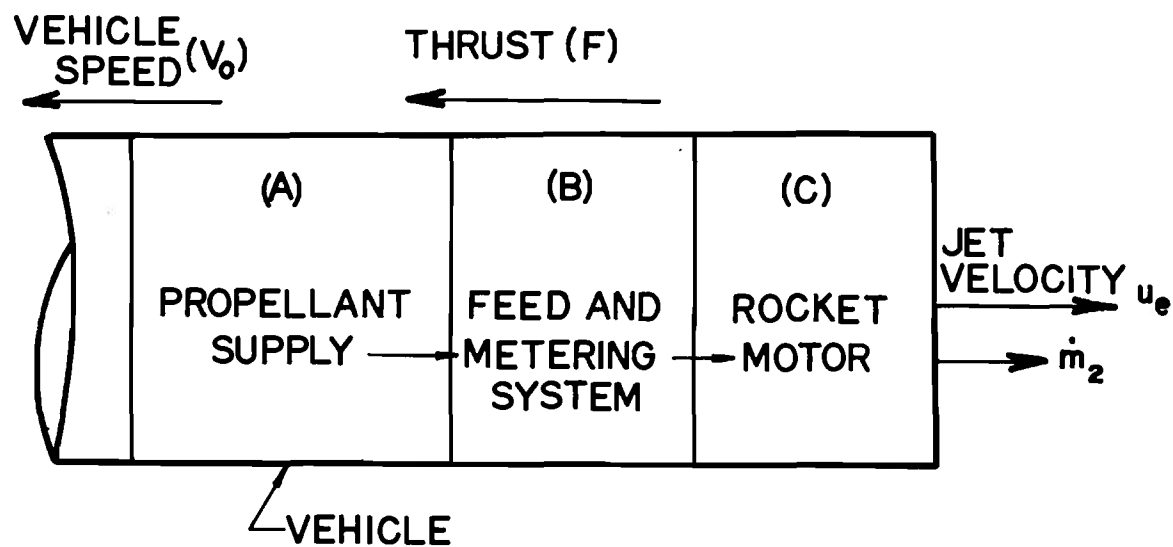 VEHICLE
SPEED (V₀)
THRUST (F)
(A)
(B)
(C)
PROPELLANT
SUPPLY
FEED AND
METERING
SYSTEM
ROCKET
MOTOR
JET
VELOCITY
uₑ
ṁ₂
VEHICLE